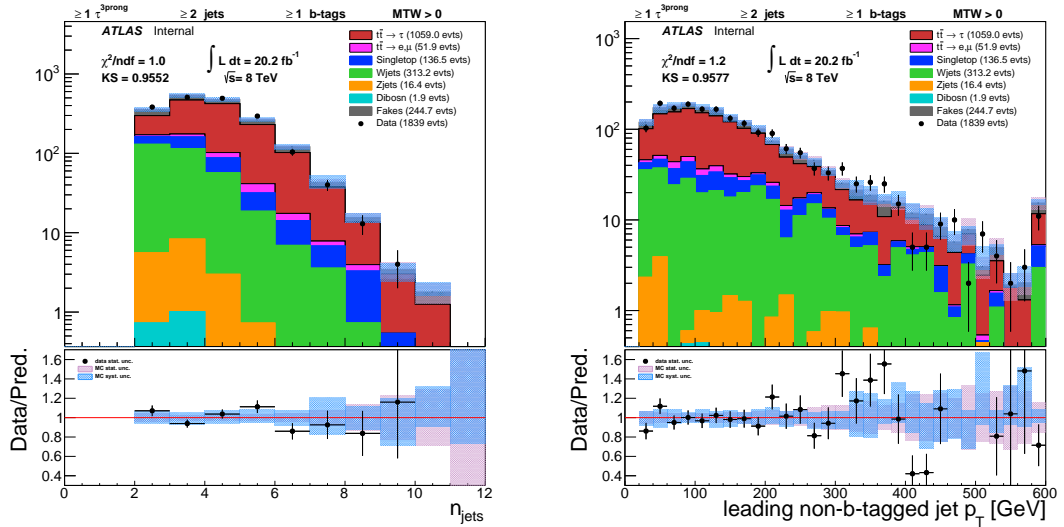 ≥ 1 τ^3prong ≥ 2 jets ≥ 1 b-tags MTW > 0
ATLAS Internal
χ²/ndf = 1.0
KS = 0.9552
∫ L dt = 20.2 fb⁻¹
√s= 8 TeV
tt̄ → τ (1059.0 evts)
tt̄ → e,μ (51.9 evts)
Singletop (136.5 evts)
Wjets (313.2 evts)
Zjets (16.4 evts)
Dibosn (1.9 evts)
Fakes (244.7 evts)
Data (1839 evts)
10³
10²
10
1
data stat. unc.
MC stat. unc.
MC syst. unc.
Data/Pred.
1.6
1.4
1.2
1
0.8
0.6
0.4
0 2 4 6 8 10 12
n_jets
≥ 1 τ^3prong ≥ 2 jets ≥ 1 b-tags MTW > 0
ATLAS Internal
χ²/ndf = 1.2
KS = 0.9577
∫ L dt = 20.2 fb⁻¹
√s= 8 TeV
tt̄ → τ (1059.0 evts)
tt̄ → e,μ (51.9 evts)
Singletop (136.5 evts)
Wjets (313.2 evts)
Zjets (16.4 evts)
Dibosn (1.9 evts)
Fakes (244.7 evts)
Data (1839 evts)
10³
10²
10
1
data stat. unc.
MC stat. unc.
MC syst. unc.
Data/Pred.
1.6
1.4
1.2
1
0.8
0.6
0.4
0 100 200 300 400 500 600
leading non-b-tagged jet p_T [GeV]